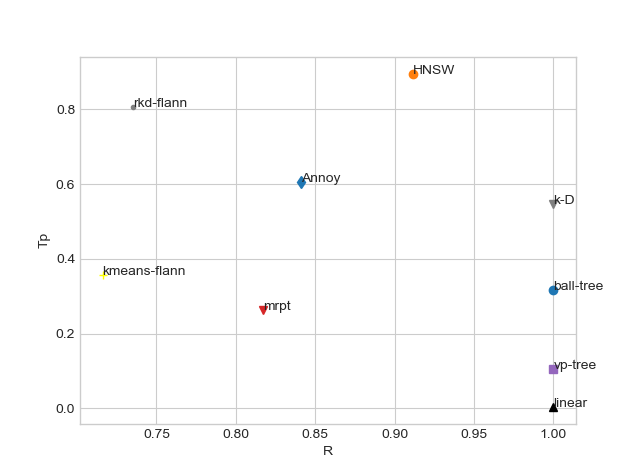 HNSW
rkd-flann
0.8
Annoy
0.6
k-D
Tp
0.4
kmeans-flann
ball-tree
mrpt
0.2
vp-tree
linear
0.0
0.75 0.80 0.85 0.90 0.95 1.00
R